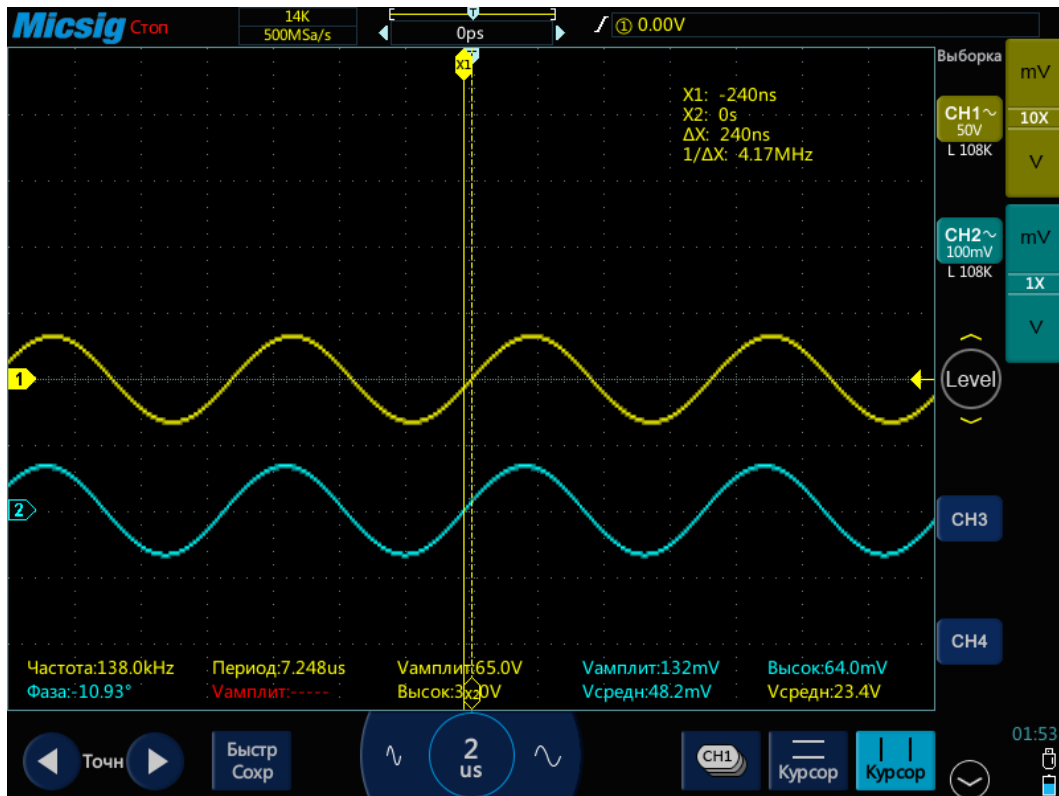 Micsig Стоп
14K
500MSa/s
T
0ps
① 0.00V
Выборка
X1
X1: -240ns
X2: 0s
ΔX: 240ns
1/ΔX: 4.17MHz
CH1~
50V
L 108K
mV
10X
V
CH2~
100mV
L 108K
mV
1X
V
1
Level
2
CH3
CH4
Частота:138.0kHz Период:7.248us Vамплит:65.0V Vамплит:132mV Высок:64.0mV
Фаза:-10.93° Vамплит:----- Высок: Vсредн:48.2mV Vсредн:23.4V
X2
Точн
Быстр
Сохр
2
us
CH1
Курсор
Курсор
01:53